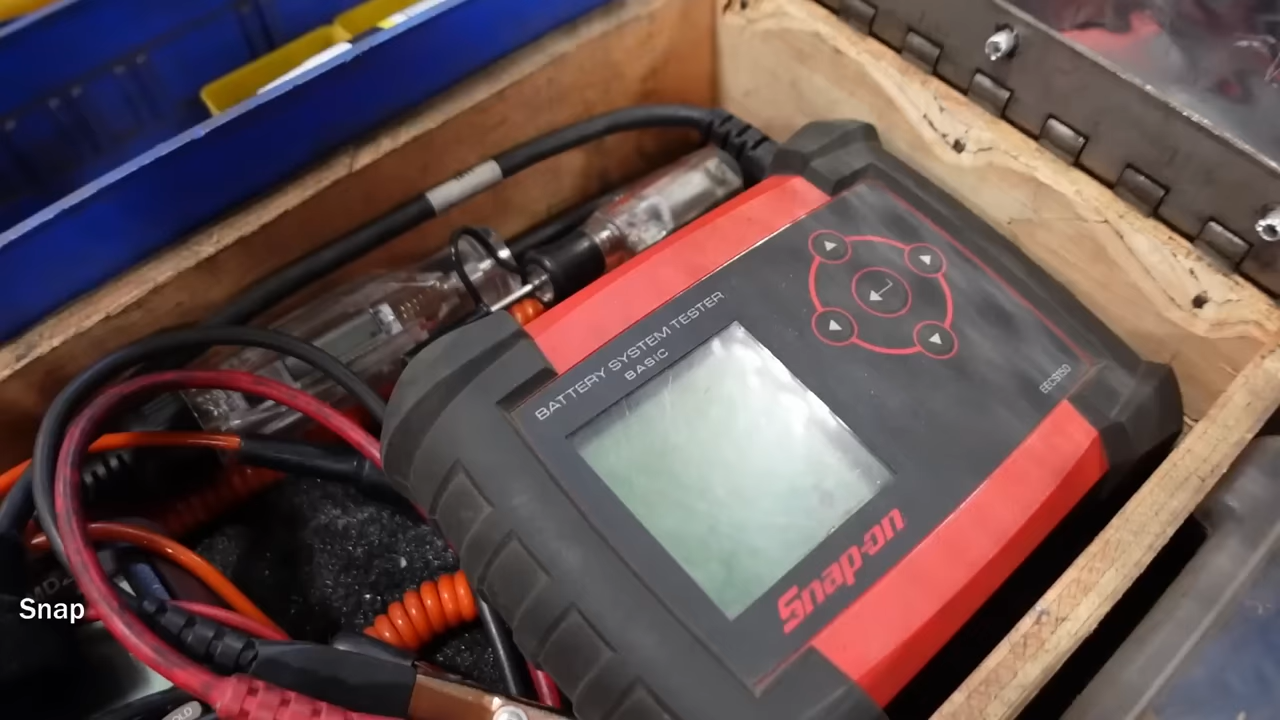 BATTERY SYSTEM TESTER
BASIC
EECS150
Snap-on
Snap